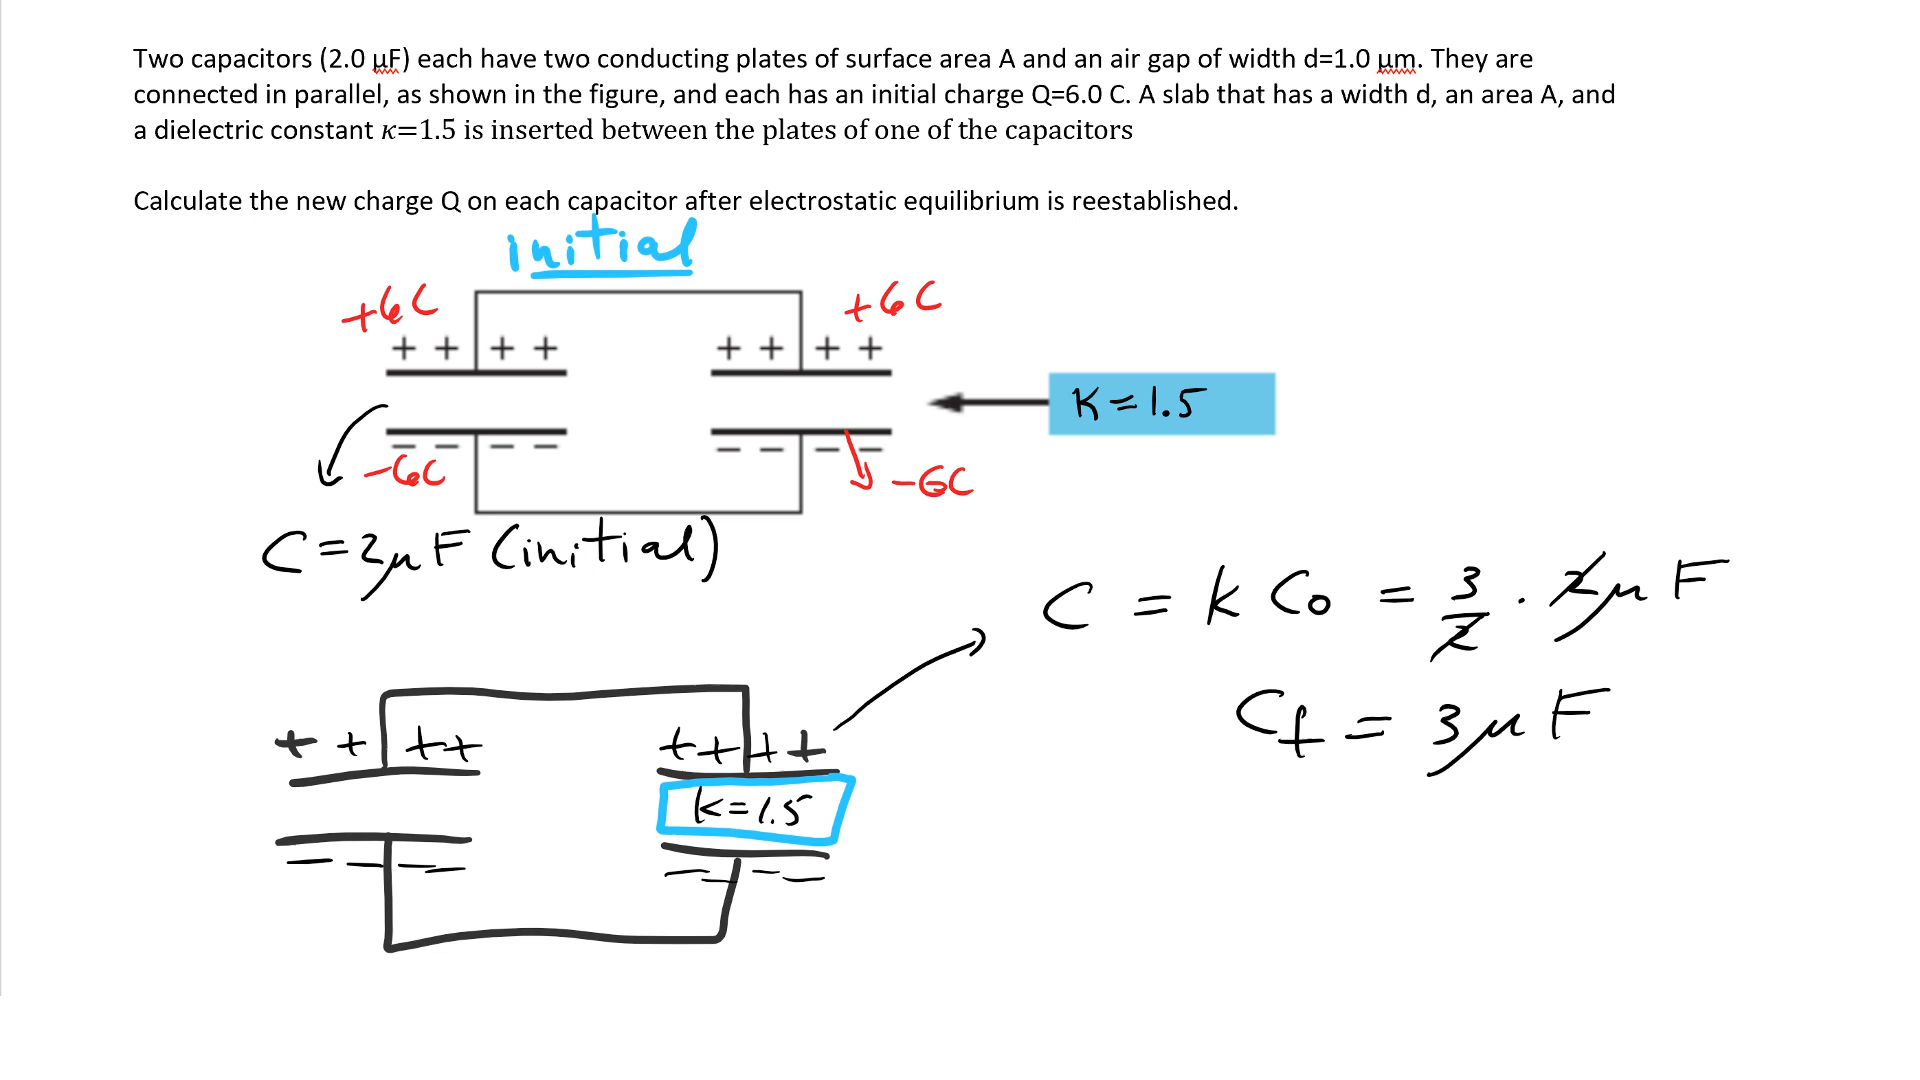 Two capacitors (2.0 µF) each have two conducting plates of surface area A and an air gap of width d=1.0 µm. They are
connected in parallel, as shown in the figure, and each has an initial charge Q=6.0 C. A slab that has a width d, an area A, and
a dielectric constant κ=1.5 is inserted between the plates of one of the capacitors
Calculate the new charge Q on each capacitor after electrostatic equilibrium is reestablished.
initial
+6C
+6C
+ + + +
+ + + +
K=1.5
− − − −
− − − −
-6C
-6C
C=2µF (initial)
C = k C₀ = 3/2 · 2µF
C_f = 3µF
+ + + +
+ + + +
k=1.5
− − − −
− − − −